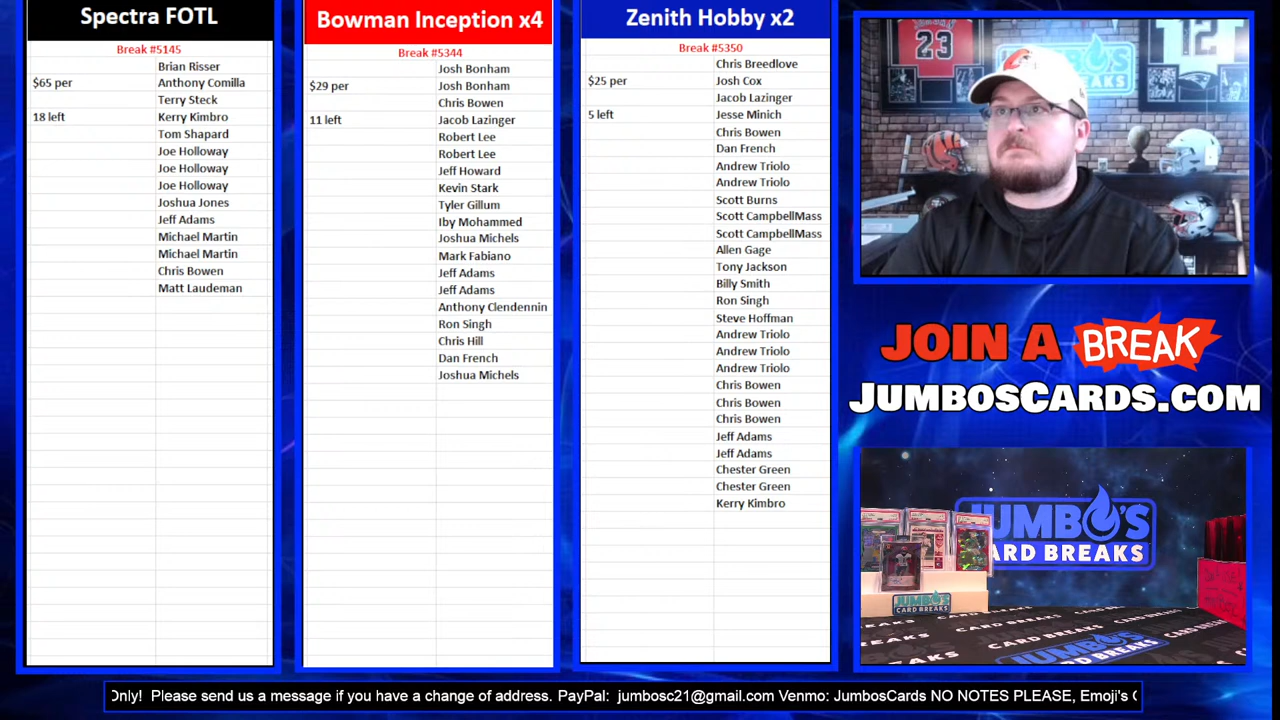 Spectra FOTL
Break #5145
Brian Risser
$65 per
Anthony Comilla
Terry Steck
18 left
Kerry Kimbro
Tom Shapard
Joe Holloway
Joe Holloway
Joe Holloway
Joshua Jones
Jeff Adams
Michael Martin
Michael Martin
Chris Bowen
Matt Laudeman
Bowman Inception x4
Break #5344
Josh Bonham
$29 per
Josh Bonham
Chris Bowen
11 left
Jacob Lazinger
Robert Lee
Robert Lee
Jeff Howard
Kevin Stark
Tyler Gillum
Iby Mohammed
Joshua Michels
Mark Fabiano
Jeff Adams
Jeff Adams
Anthony Clendennin
Ron Singh
Chris Hill
Dan French
Joshua Michels
Zenith Hobby x2
Break #5350
Chris Breedlove
$25 per
Josh Cox
Jacob Lazinger
5 left
Jesse Minich
Chris Bowen
Dan French
Andrew Triolo
Andrew Triolo
Scott Burns
Scott CampbellMass
Scott CampbellMass
Allen Gage
Tony Jackson
Billy Smith
Ron Singh
Steve Hoffman
Andrew Triolo
Andrew Triolo
Andrew Triolo
Chris Bowen
Chris Bowen
Chris Bowen
Jeff Adams
Jeff Adams
Chester Green
Chester Green
Kerry Kimbro
23
12
JOIN A BREAK
JUMBOSCARDS.COM
JUMBO'S
CARD BREAKS
JUMBO'S
CARD BREAKS
JUMBO'S
CARD BREAKS
Only! Please send us a message if you have a change of address. PayPal: jumbosc21@gmail.com Venmo: JumbosCards NO NOTES PLEASE, Emoji's